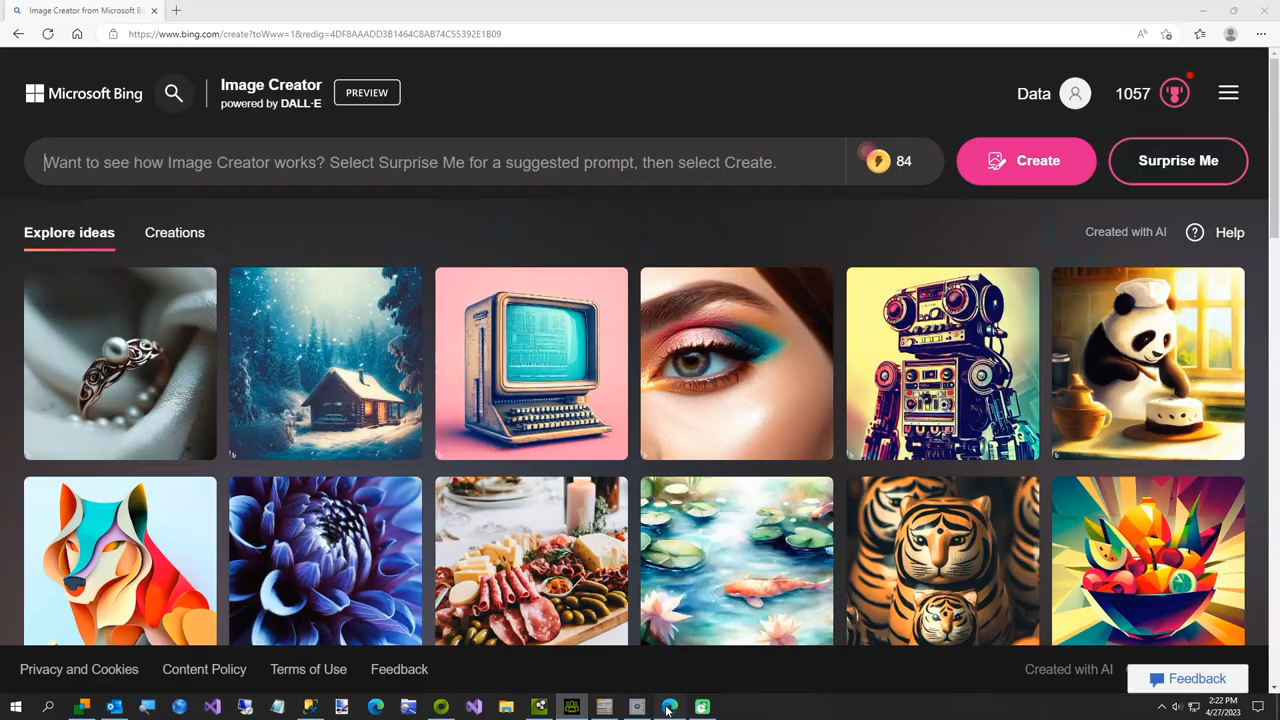 Image Creator from Microsoft Bi
https://www.bing.com/create?toWww=1&redig=4DF8AAADD3B1464C8AB74C55392E1B09
Microsoft Bing
Image Creator
powered by DALL·E
PREVIEW
Data
1057
Want to see how Image Creator works? Select Surprise Me for a suggested prompt, then select Create.
84
Create
Surprise Me
Explore ideas
Creations
Created with AI
Help
Privacy and Cookies
Content Policy
Terms of Use
Feedback
Created with AI
Feedback
2:22 PM
4/27/2023